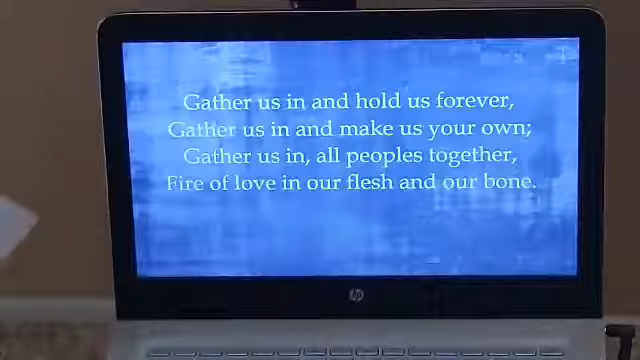 Gather us in and hold us forever,
Gather us in and make us your own;
Gather us in, all peoples together,
Fire of love in our flesh and our bone.
hp